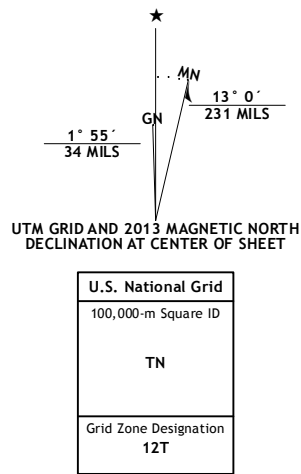 ★
MN
GN
13° 0´
231 MILS
1° 55´
34 MILS
UTM GRID AND 2013 MAGNETIC NORTH
DECLINATION AT CENTER OF SHEET
U.S. National Grid
100,000-m Square ID
TN
Grid Zone Designation
12T